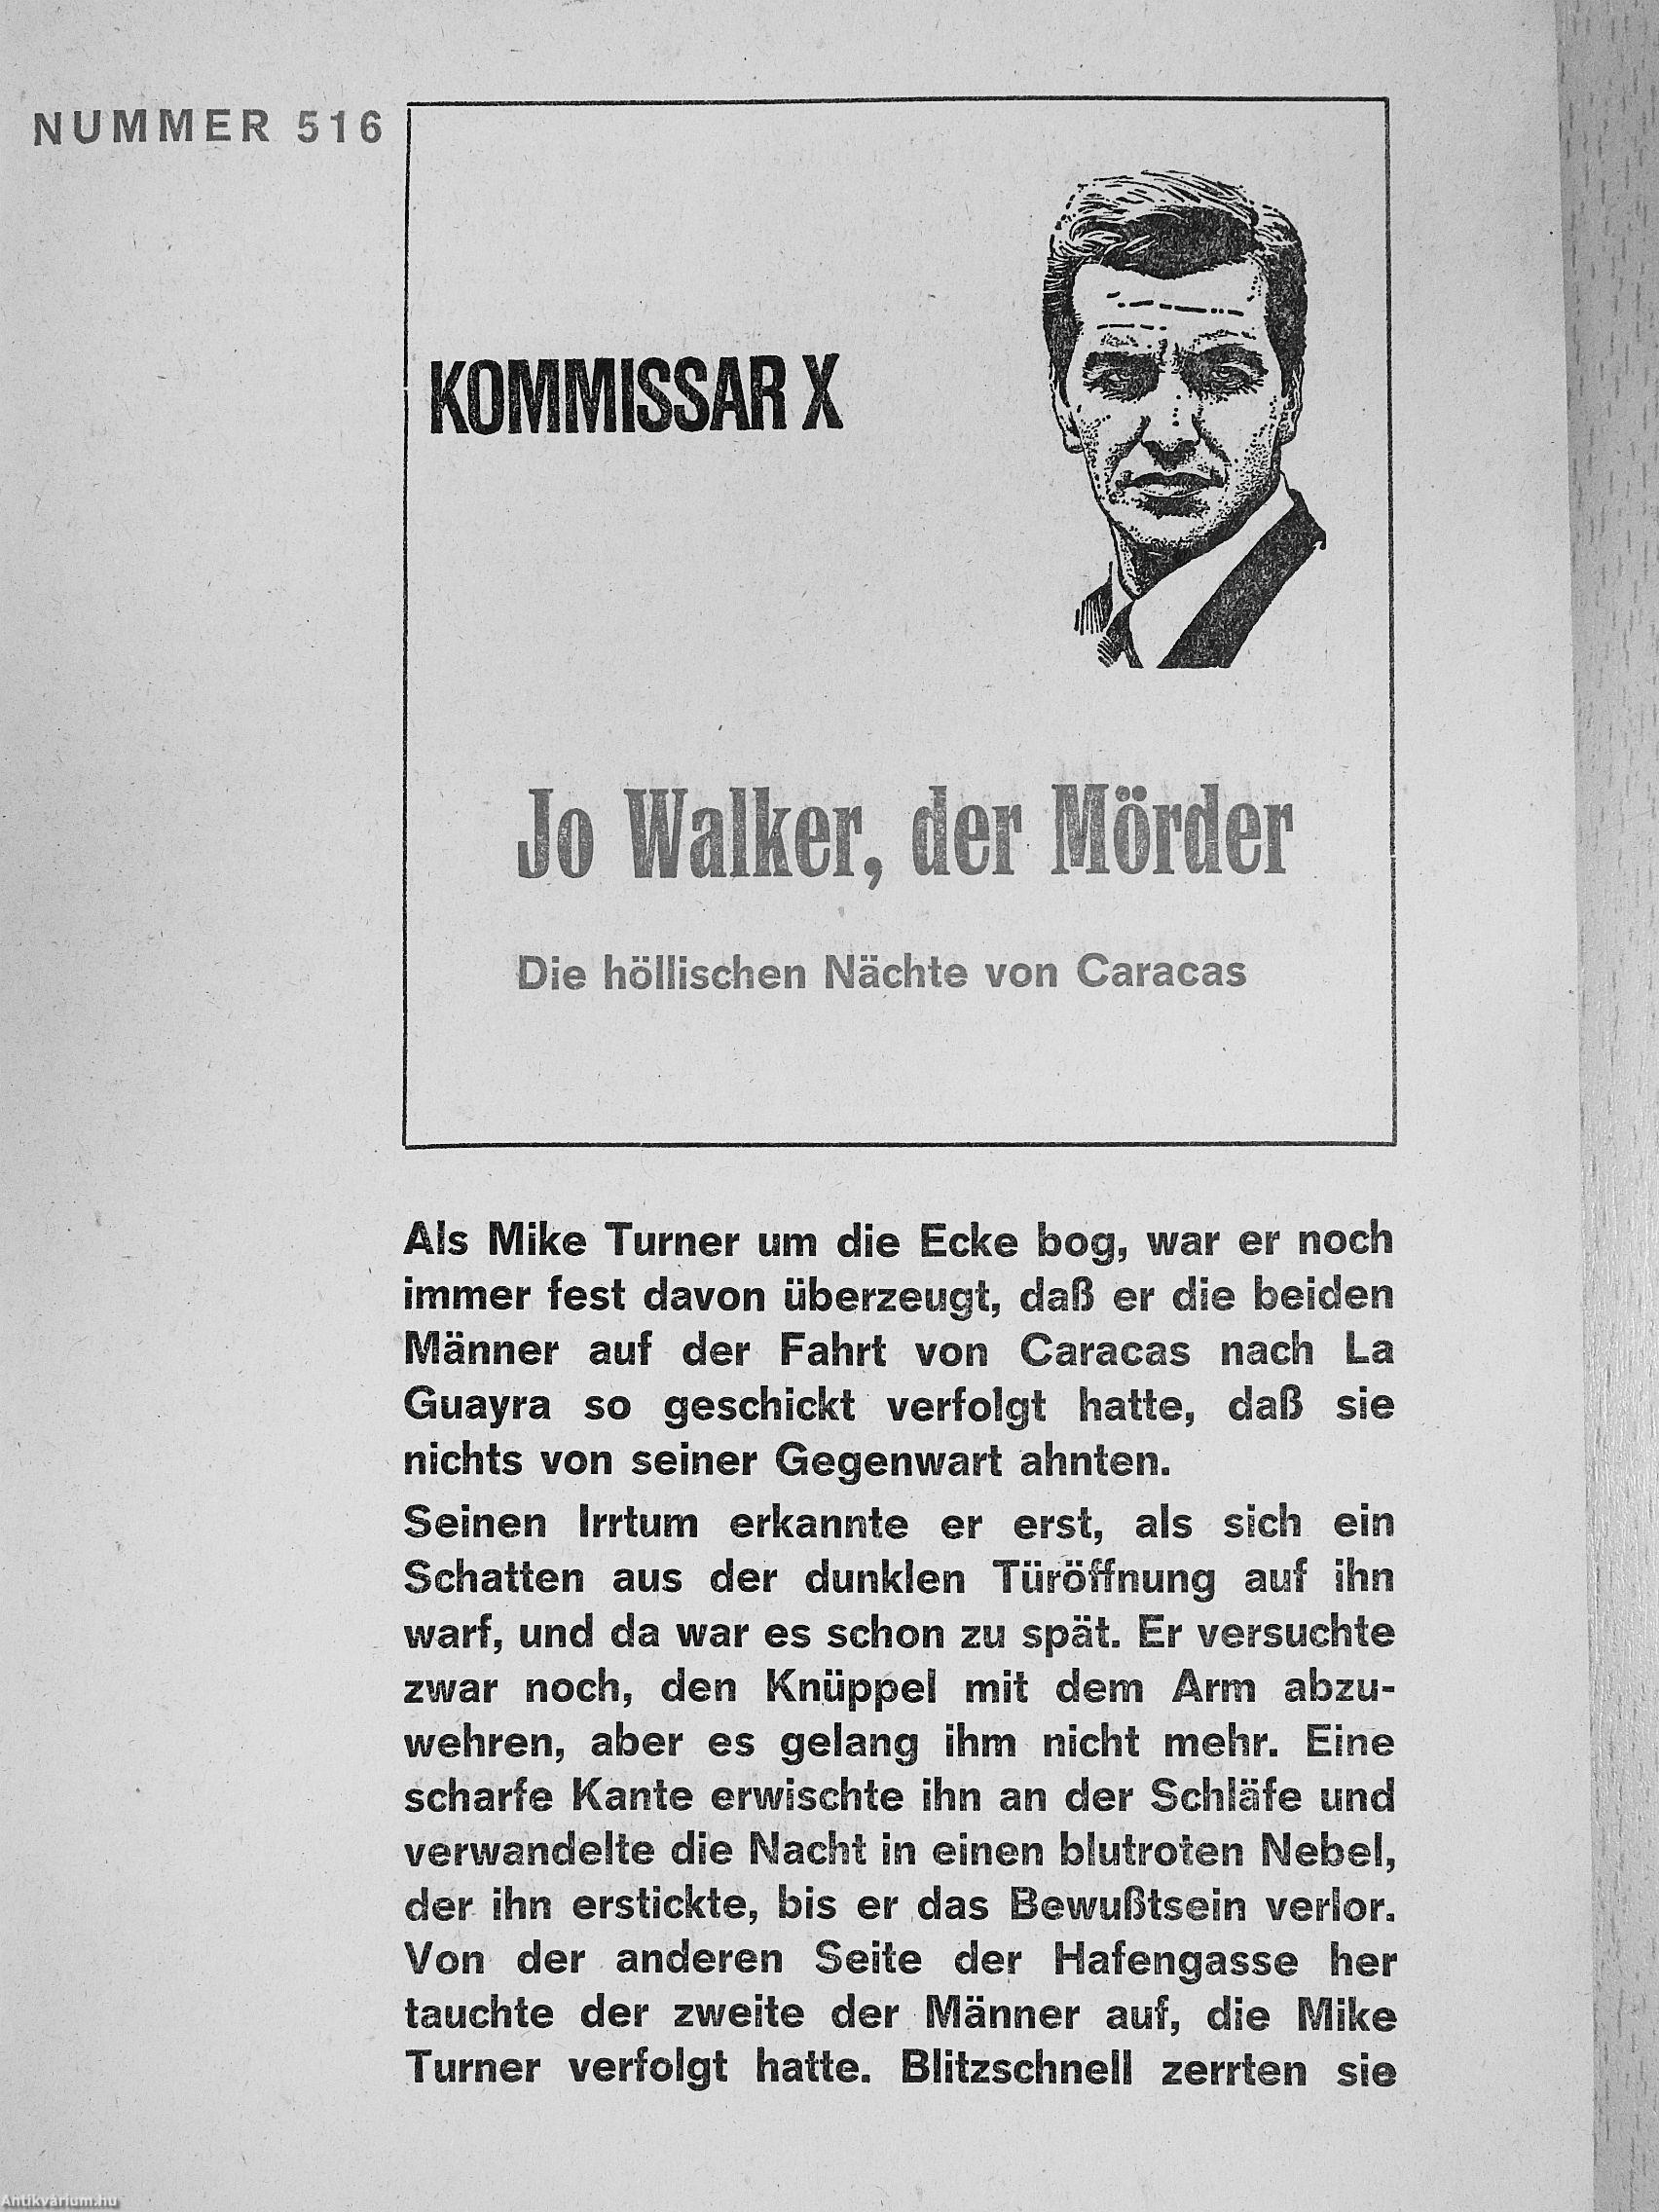 NUMMER 516
KOMMISSAR X
Jo Walker, der Mörder
Die höllischen Nächte von Caracas
Als Mike Turner um die Ecke bog, war er noch
immer fest davon überzeugt, daß er die beiden
Männer auf der Fahrt von Caracas nach La
Guayra so geschickt verfolgt hatte, daß sie
nichts von seiner Gegenwart ahnten.
Seinen Irrtum erkannte er erst, als sich ein
Schatten aus der dunklen Türöffnung auf ihn
warf, und da war es schon zu spät. Er versuchte
zwar noch, den Knüppel mit dem Arm abzu-
wehren, aber es gelang ihm nicht mehr. Eine
scharfe Kante erwischte ihn an der Schläfe und
verwandelte die Nacht in einen blutroten Nebel,
der ihn erstickte, bis er das Bewußtsein verlor.
Von der anderen Seite der Hafengasse her
tauchte der zweite der Männer auf, die Mike
Turner verfolgt hatte. Blitzschnell zerrten sie
Antikvárium.hu